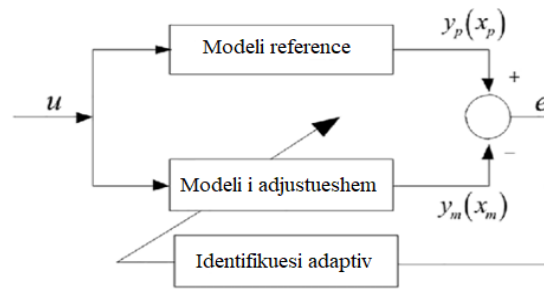 Modeli reference
y_p(x_p)
+
u
e
−
Modeli i adjustueshem
y_m(x_m)
Identifikuesi adaptiv